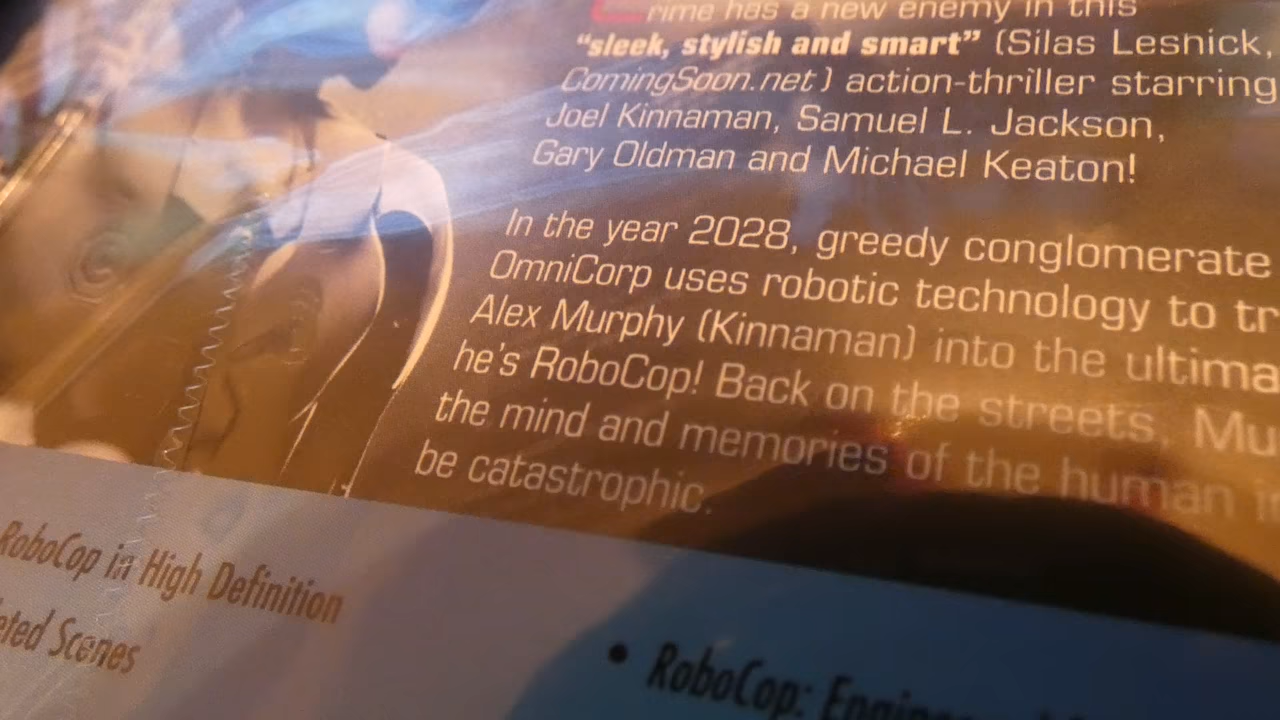 Crime has a new enemy in this
“sleek, stylish and smart” (Silas Lesnick,
ComingSoon.net) action-thriller starring
Joel Kinnaman, Samuel L. Jackson,
Gary Oldman and Michael Keaton!
In the year 2028, greedy conglomerate
OmniCorp uses robotic technology to
Alex Murphy (Kinnaman) into the
he's RoboCop! Back on the streets,
the mind and memories of the human
be catastrophic.
RoboCop in High Definition
Scenes
• RoboCop: